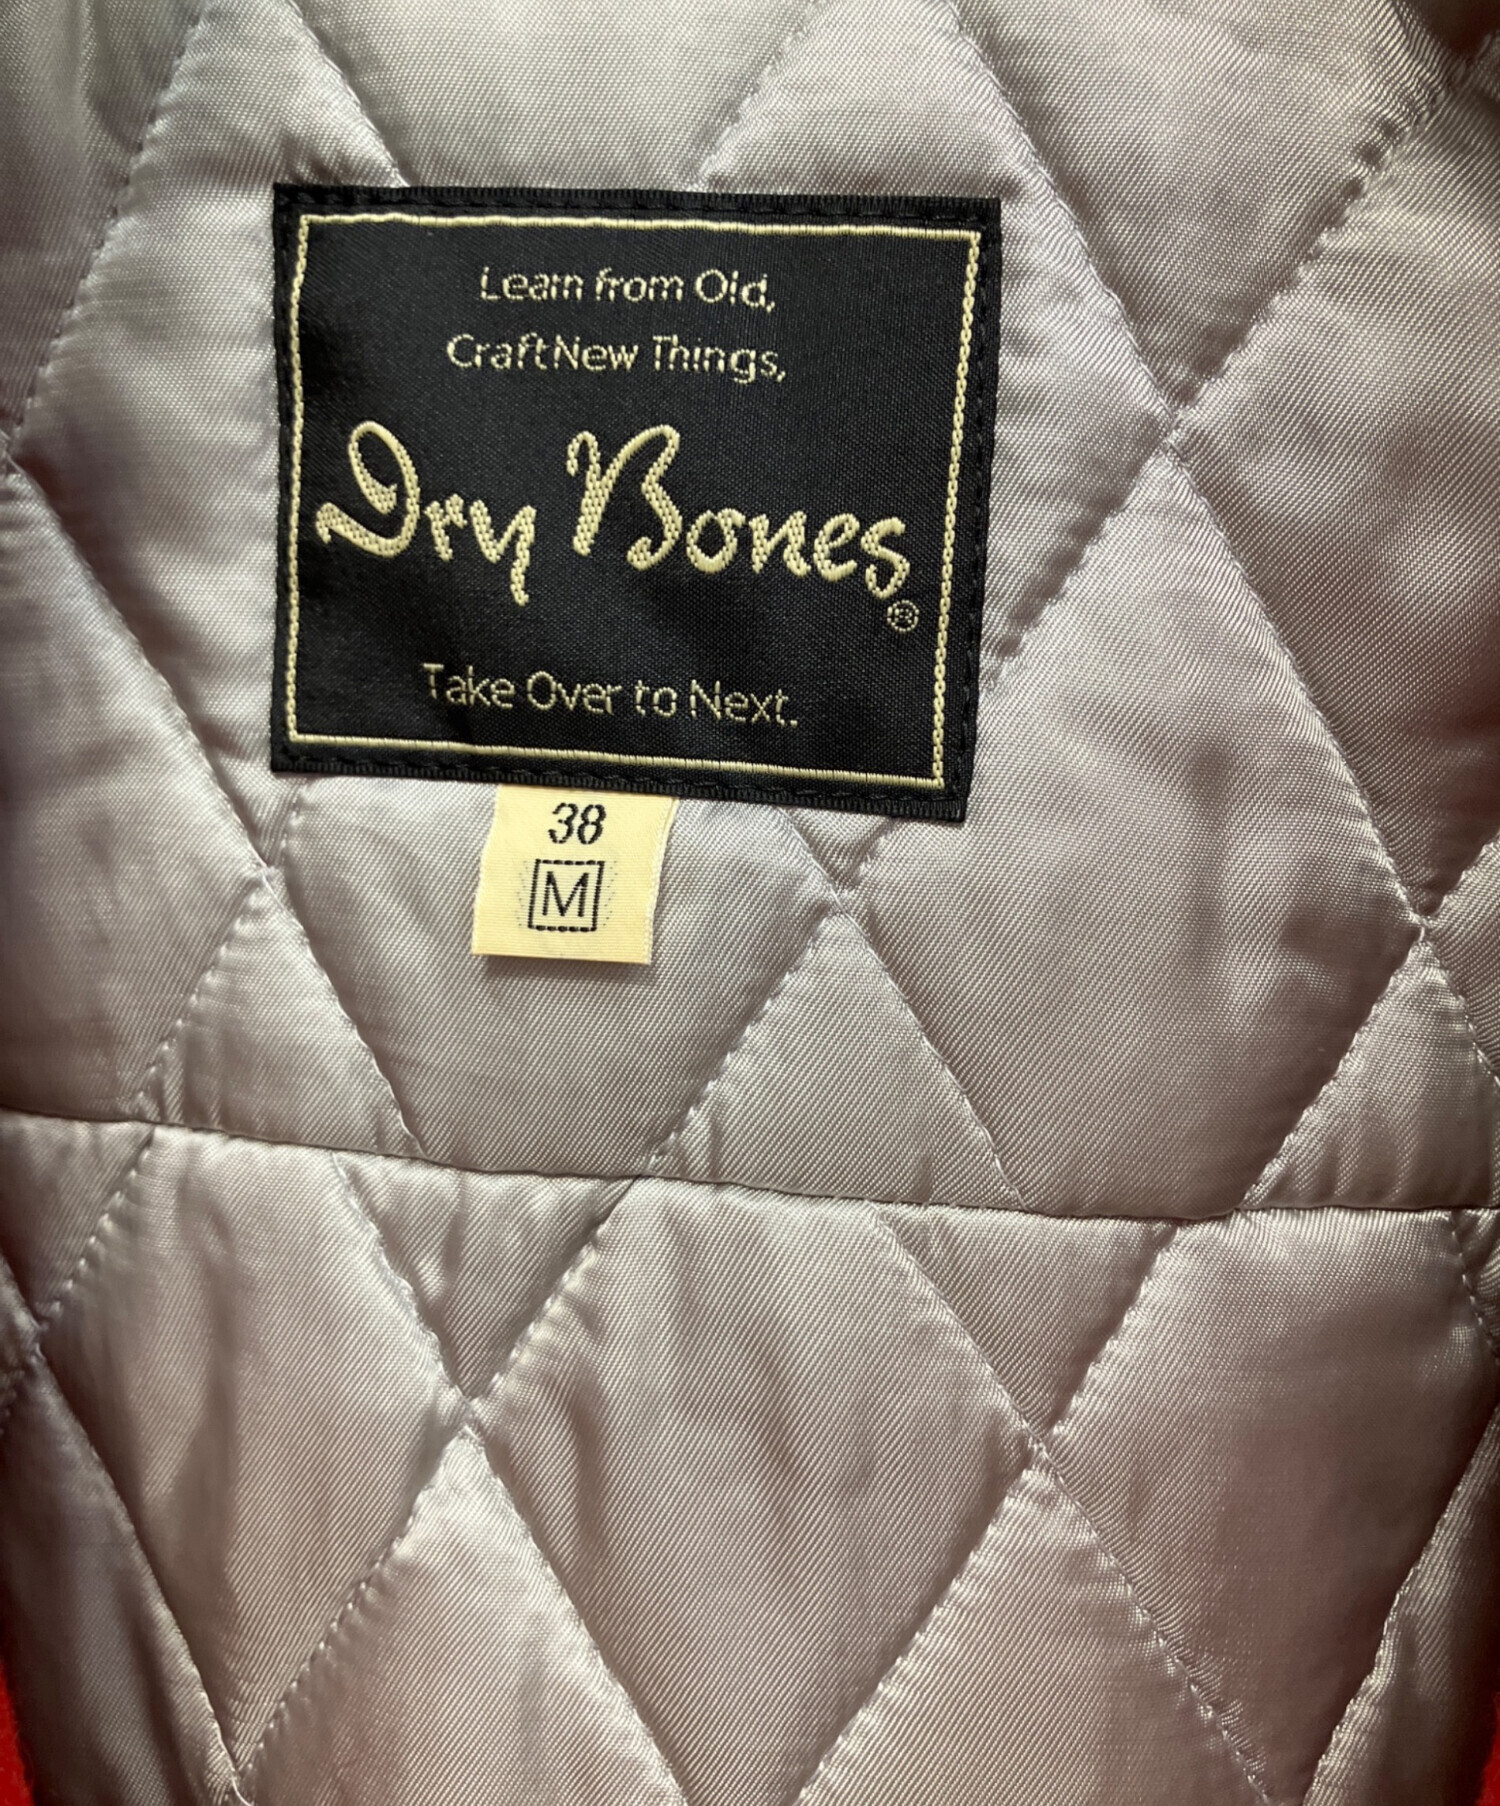 Learn from Old,
Craft New Things,
Dry Bones®
Take Over to Next.
38
M